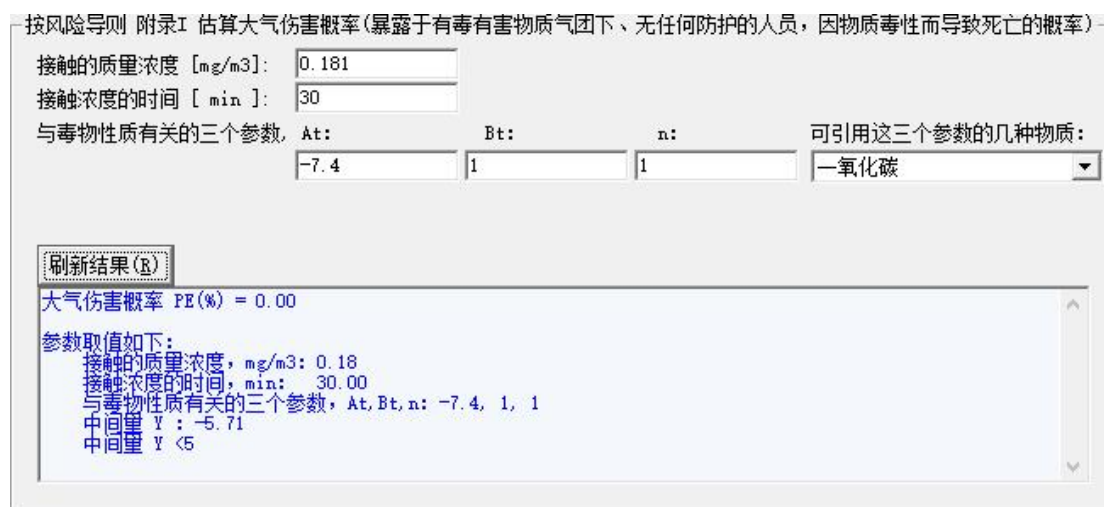 按风险导则 附录I 估算大气伤害概率(暴露于有毒有害物质气团下、无任何防护的人员，因物质毒性而导致死亡的概率)
接触的质量浓度 [mg/m3]: 0.181
接触浓度的时间 [ min ]: 30
与毒物性质有关的三个参数, At: Bt: n: 可引用这三个参数的几种物质:
-7.4 1 1 一氧化碳
刷新结果(R)
大气伤害概率 PE(%) = 0.00
参数取值如下:
接触的质量浓度，mg/m3: 0.18
接触浓度的时间，min: 30.00
与毒物性质有关的三个参数，At,Bt,n: -7.4, 1, 1
中间量 Y : -5.71
中间量 Y <5